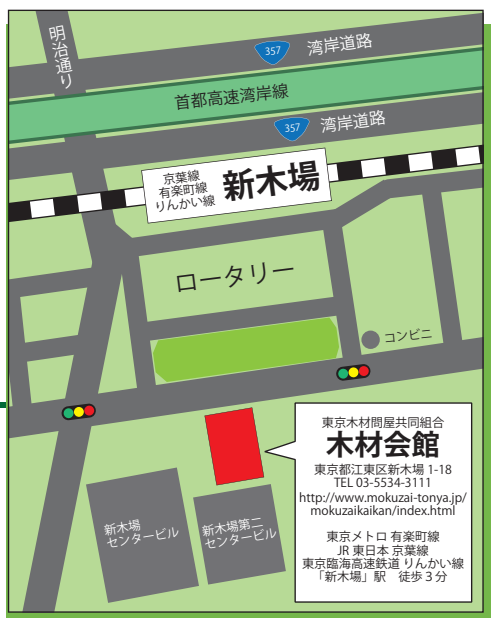 明治通り
357
湾岸道路
首都高速湾岸線
357
湾岸道路
京葉線
有楽町線
りんかい線
新木場
ロータリー
コンビニ
東京木材問屋共同組合
木材会館
東京都江東区新木場 1-18
TEL 03-5534-3111
http://www.mokuzai-tonya.jp/
mokuzaikaikan/index.html
東京メトロ 有楽町線
JR 東日本 京葉線
東京臨海高速鉄道 りんかい線
「新木場」駅　徒歩 3 分
新木場
センタービル
新木場第二
センタービル